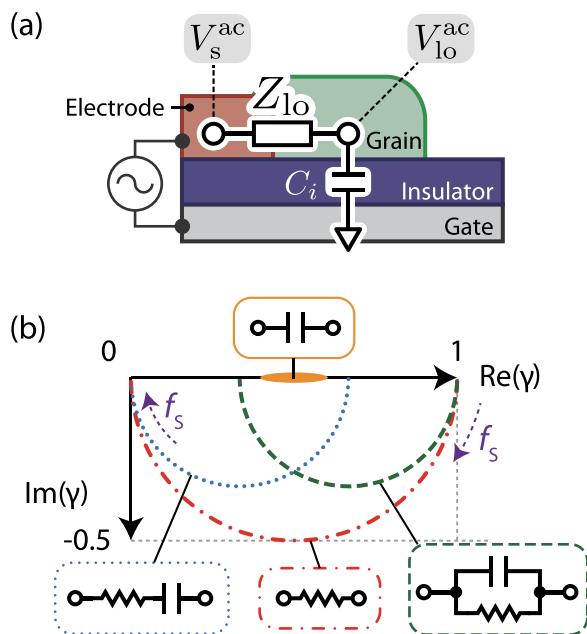 (a)
V_s^ac
V_lo^ac
Electrode
Z_lo
Grain
C_i
Insulator
Gate
(b)
0
1
Re(γ)
f_S
f_S
Im(γ)
-0.5